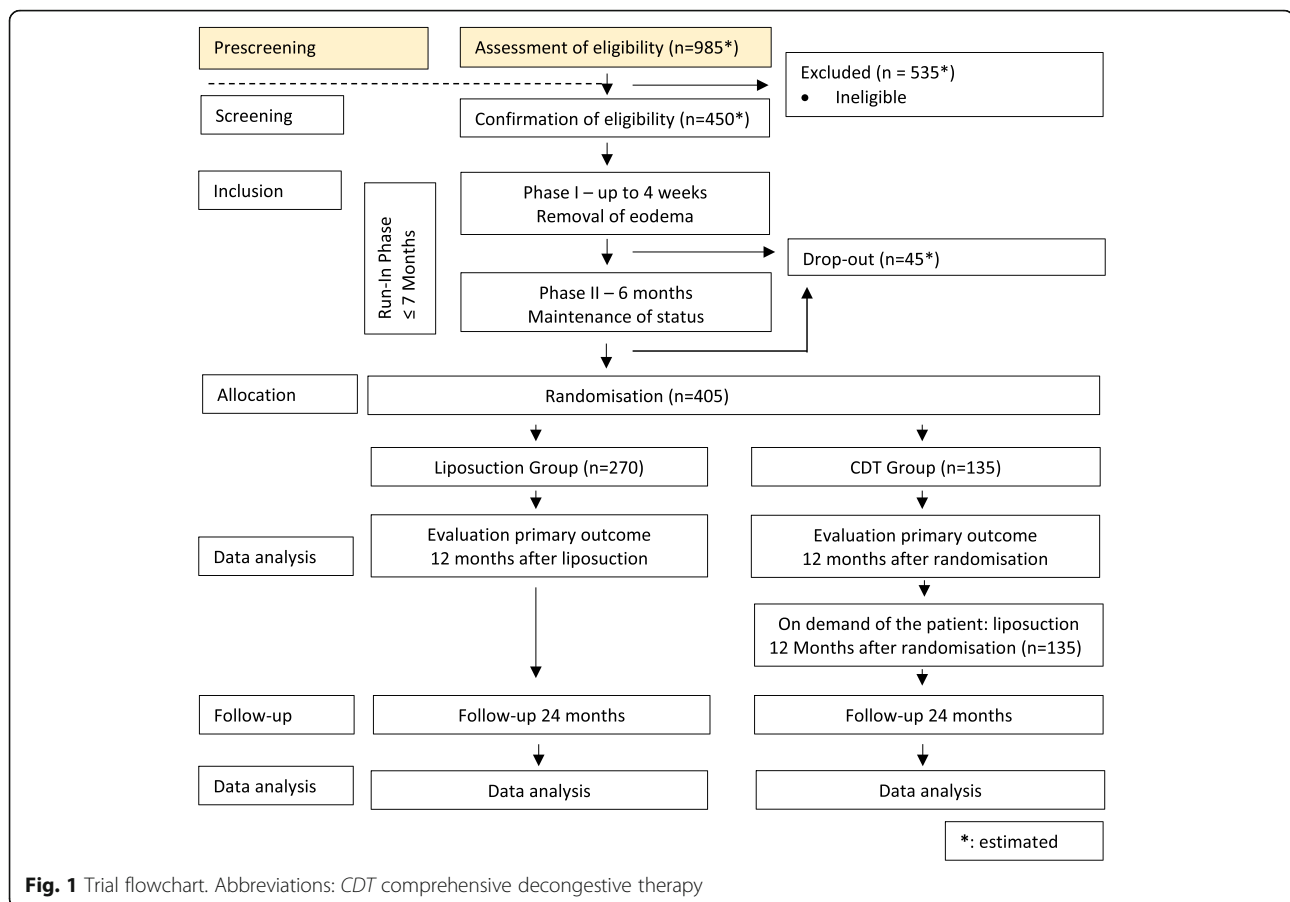 Prescreening
Assessment of eligibility (n=985*)
Excluded (n = 535*)
• Ineligible
Screening
Confirmation of eligibility (n=450*)
Inclusion
Run-In Phase
≤ 7 Months
Phase I – up to 4 weeks
Removal of eodema
Drop-out (n=45*)
Phase II – 6 months
Maintenance of status
Allocation
Randomisation (n=405)
Liposuction Group (n=270)
CDT Group (n=135)
Data analysis
Evaluation primary outcome
12 months after liposuction
Evaluation primary outcome
12 months after randomisation
On demand of the patient: liposuction
12 Months after randomisation (n=135)
Follow-up
Follow-up 24 months
Follow-up 24 months
Data analysis
Data analysis
Data analysis
*: estimated
Fig. 1 Trial flowchart. Abbreviations: CDT comprehensive decongestive therapy